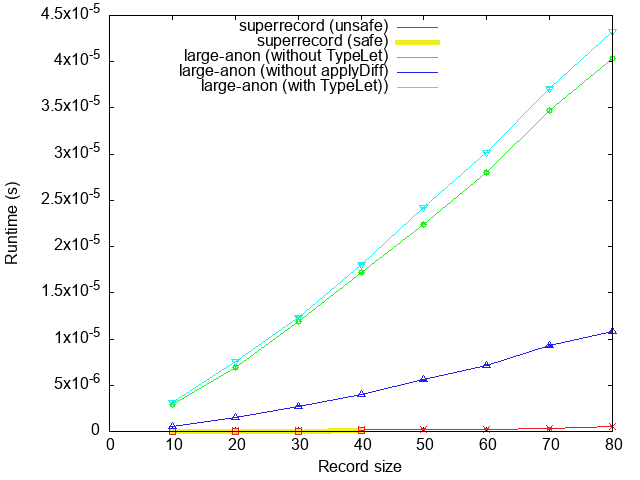 4.5x10-5
4x10-5
3.5x10-5
3x10-5
2.5x10-5
2x10-5
1.5x10-5
1x10-5
5x10-6
0
Runtime (s)
superrecord (unsafe)
superrecord (safe)
large-anon (without TypeLet)
large-anon (without applyDiff)
large-anon (with TypeLet))
0 10 20 30 40 50 60 70 80
Record size